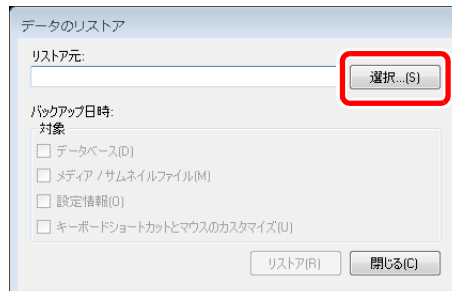 データのリストア
リストア元:
選択...(S)
バックアップ日時:
対象
データベース(D)
メディア / サムネイルファイル(M)
設定情報(O)
キーボードショートカットとマウスのカスタマイズ(U)
リストア(R) 閉じる(C)